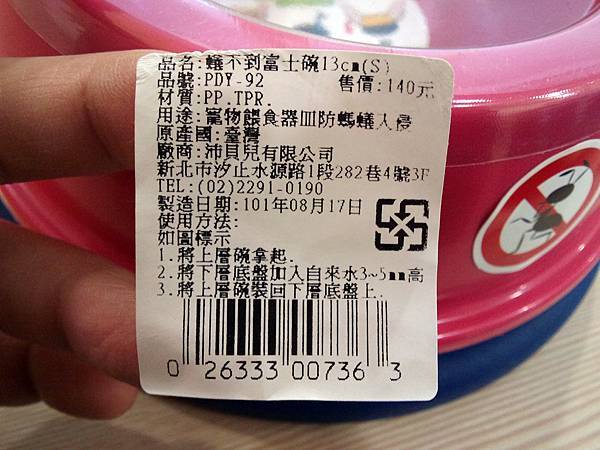 品名:蟻不到富士碗13cm(S)
品號:PDY-92 售價:140元
材質:PP.TPR.
用途:寵物餵食器皿防螞蟻入侵
原產國:臺灣
廠商:沛貝兒有限公司
新北市汐止水源路1段282巷4號3F
TEL:(02)2291-0190
製造日期:101年08月17日
使用方法:
如圖標示
1.將上層碗拿起.
2.將下層底盤加入自來水3~5mm高
3.將上層碗裝回下層底盤上.
0 26333 00736 3